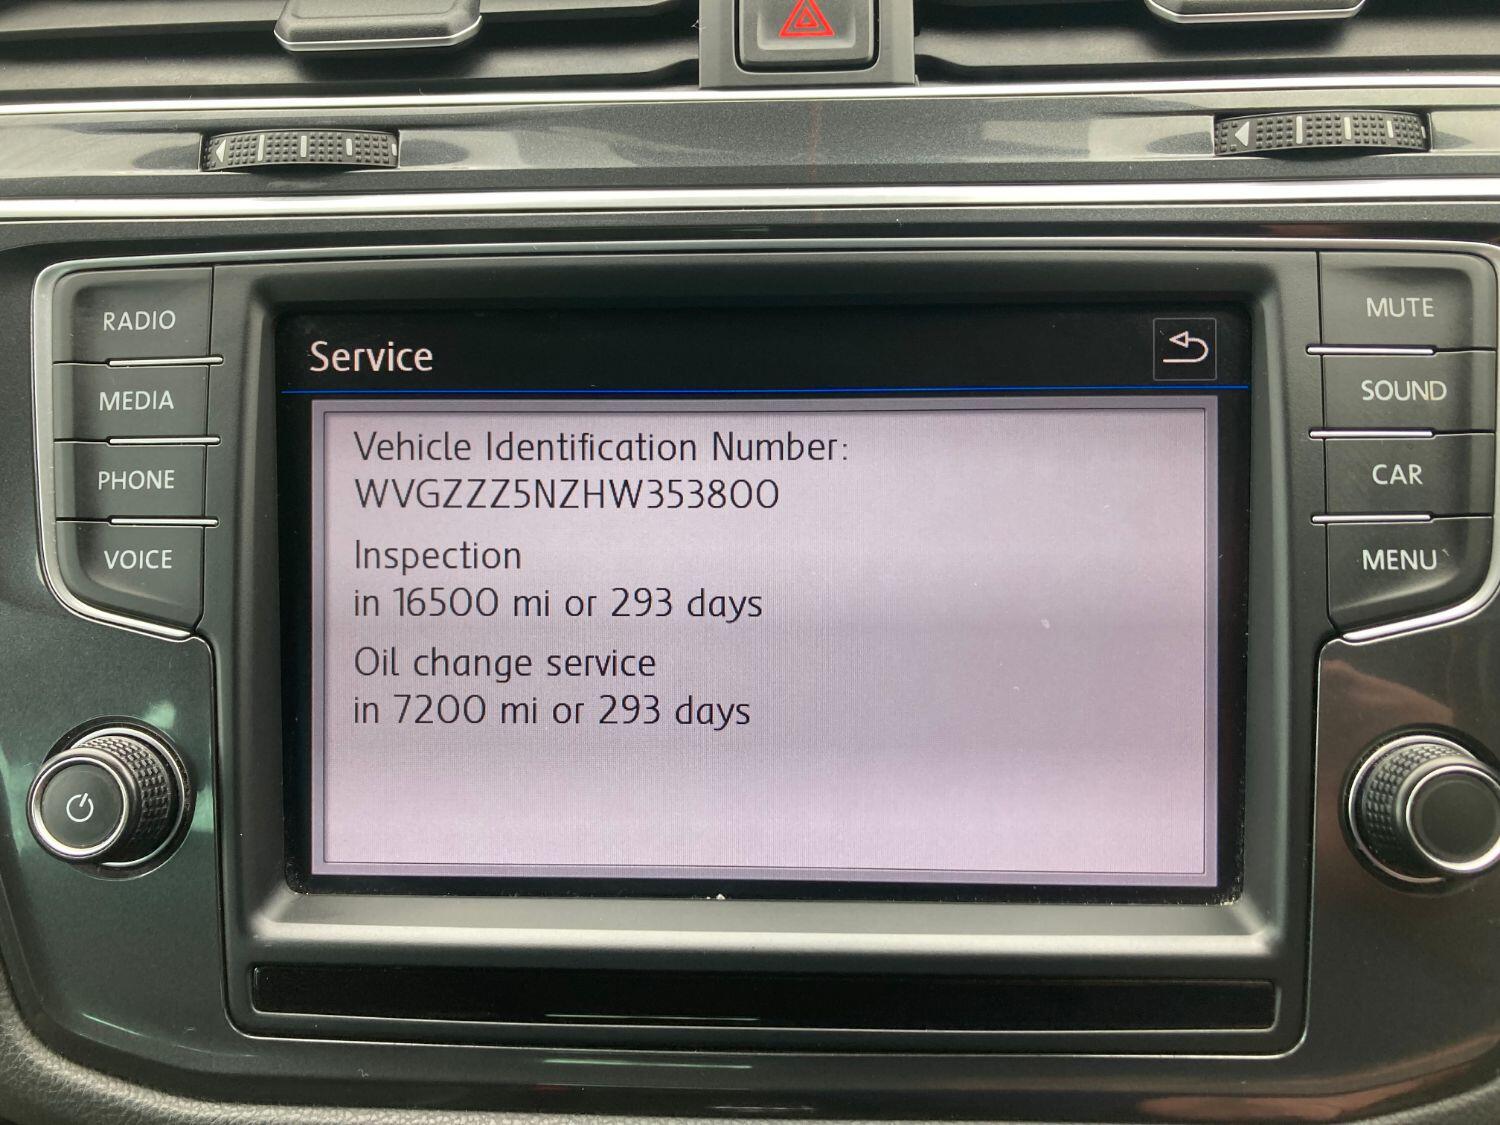 Service
Vehicle Identification Number:
WVGZZZ5NZHW353800
Inspection
in 16500 mi or 293 days
Oil change service
in 7200 mi or 293 days
RADIO
MEDIA
PHONE
VOICE
MUTE
SOUND
CAR
MENU